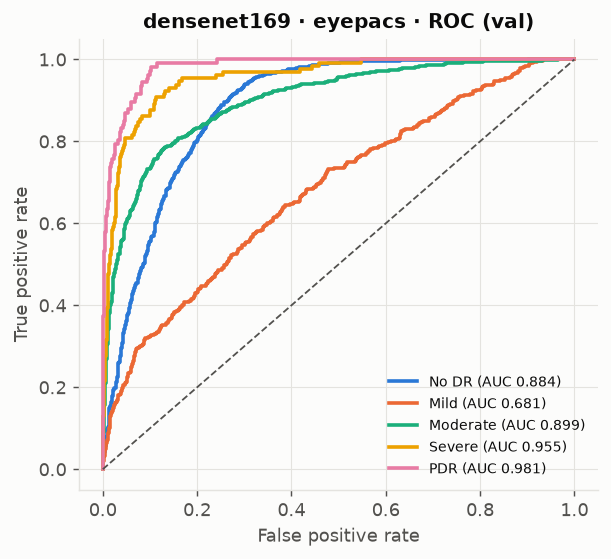 densenet169 · eyepacs · ROC (val)
1.0
0.8
0.6
0.4
0.2
0.0
True positive rate
No DR (AUC 0.884)
Mild (AUC 0.681)
Moderate (AUC 0.899)
Severe (AUC 0.955)
PDR (AUC 0.981)
0.0 0.2 0.4 0.6 0.8 1.0
False positive rate